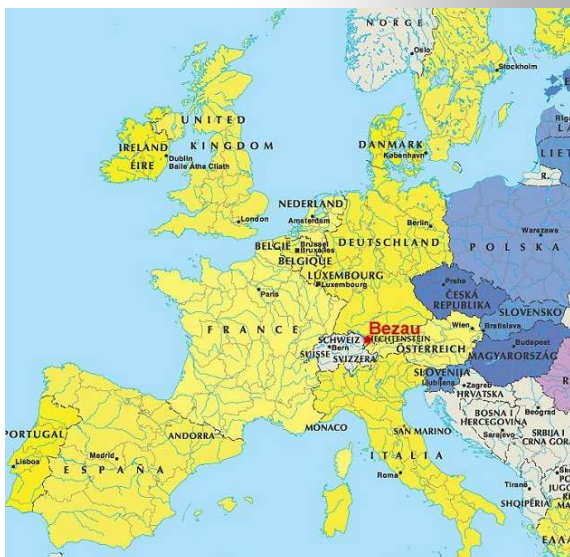 NORGE
Oslo
Stockholm
UNITED
KINGDOM
IRELAND
ÉIRE
Dublin
Baile Átha Cliath
London
DANMARK
København
NEDERLAND
Amsterdam
Berlin
DEUTSCHLAND
BELGIË
Brussel
Bruxelles
BELGIQUE
LUXEMBOURG
Luxembourg
Paris
FRANCE
LIET
R.
Warszawa
POLSKA
Praha
ČESKÁ
REPUBLIKA
SLOVENSKO
Wien
Bratislava
Bezau
LIECHTENSTEIN
SCHWEIZ
Bern
SUISSE
SVIZZERA
ÖSTERREICH
Budapest
MAGYARORSZÁG
SLOVENIJA
Ljubljana
Zagreb
HRVATSKA
BOSNA I
HERCEGOVINA
Sarajevo
Beograd
SRBIJA I
CRNA GORA
R
PORTUGAL
Lisboa
Madrid
ESPAÑA
ANDORRA
MONACO
SAN MARINO
ITALIA
Roma
Tiranë
SHQIPËRIA